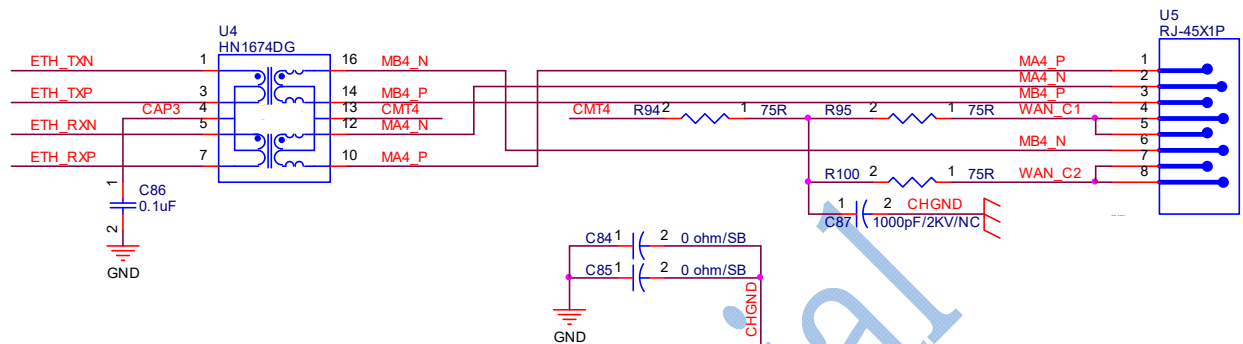 U4
HN1674DG
ETH_TXN 1 16 MB4_N
ETH_TXP 3 14 MB4_P
CAP3 4 13 CMT4
ETH_RXN 5 12 MA4_N
ETH_RXP 7 10 MA4_P
1 C86
0.1uF
2
GND
U5
RJ-45X1P
MA4_P 1
MA4_N 2
MB4_P 3
CMT4 R94 2 1 75R R95 2 1 75R WAN_C1 4
5
MB4_N 6
7
R100 2 1 75R WAN_C2 8
1 2 CHGND
C87 1000pF/2KV/NC
C84 1 2 0 ohm/SB
C85 1 2 0 ohm/SB
CHGND
GND
ial